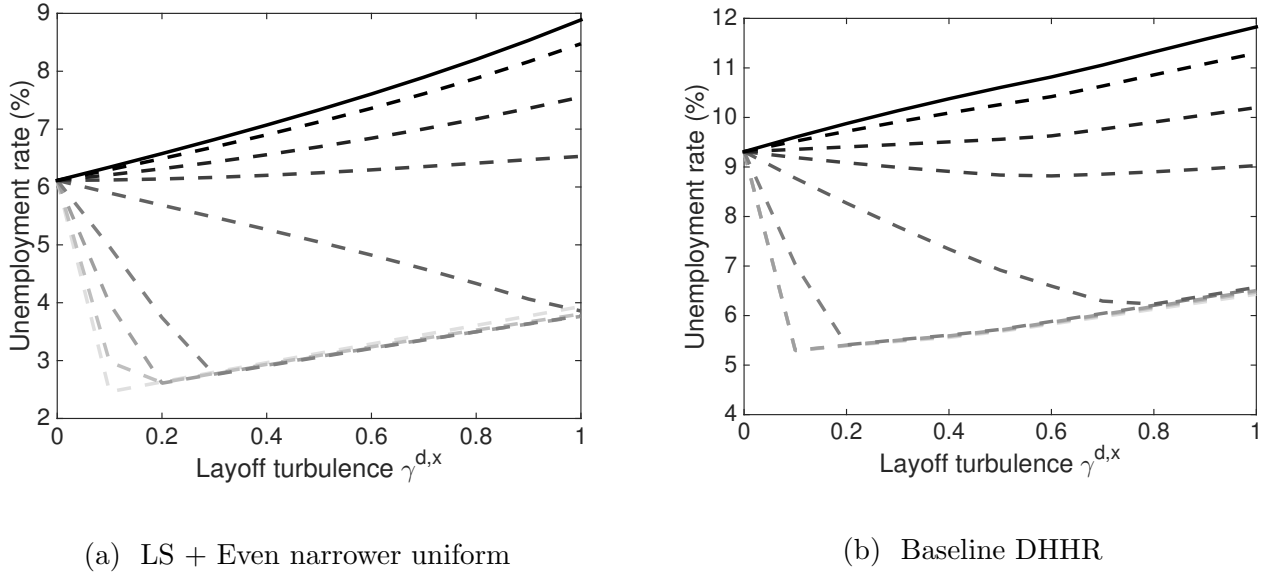 9
8
7
6
5
4
3
2
0 0.2 0.4 0.6 0.8 1
Unemployment rate (%)
Layoff turbulence γ^d,x
(a) LS + Even narrower uniform
12
11
10
9
8
7
6
5
4
0 0.2 0.4 0.6 0.8 1
Unemployment rate (%)
Layoff turbulence γ^d,x
(b) Baseline DHHR